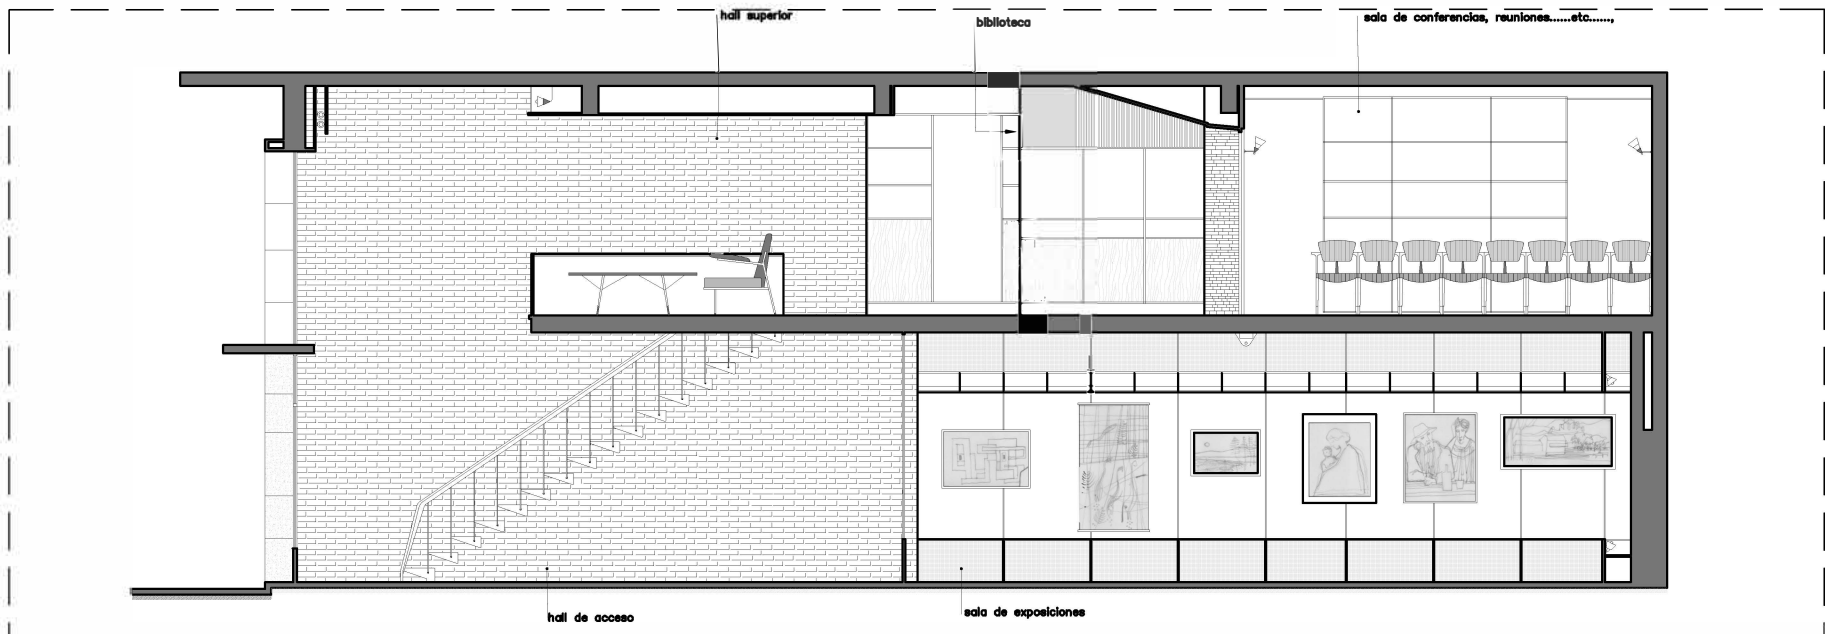 hall superior
biblioteca
sala de conferencias, reuniones......etc......,
hall de acceso
sala de exposiciones